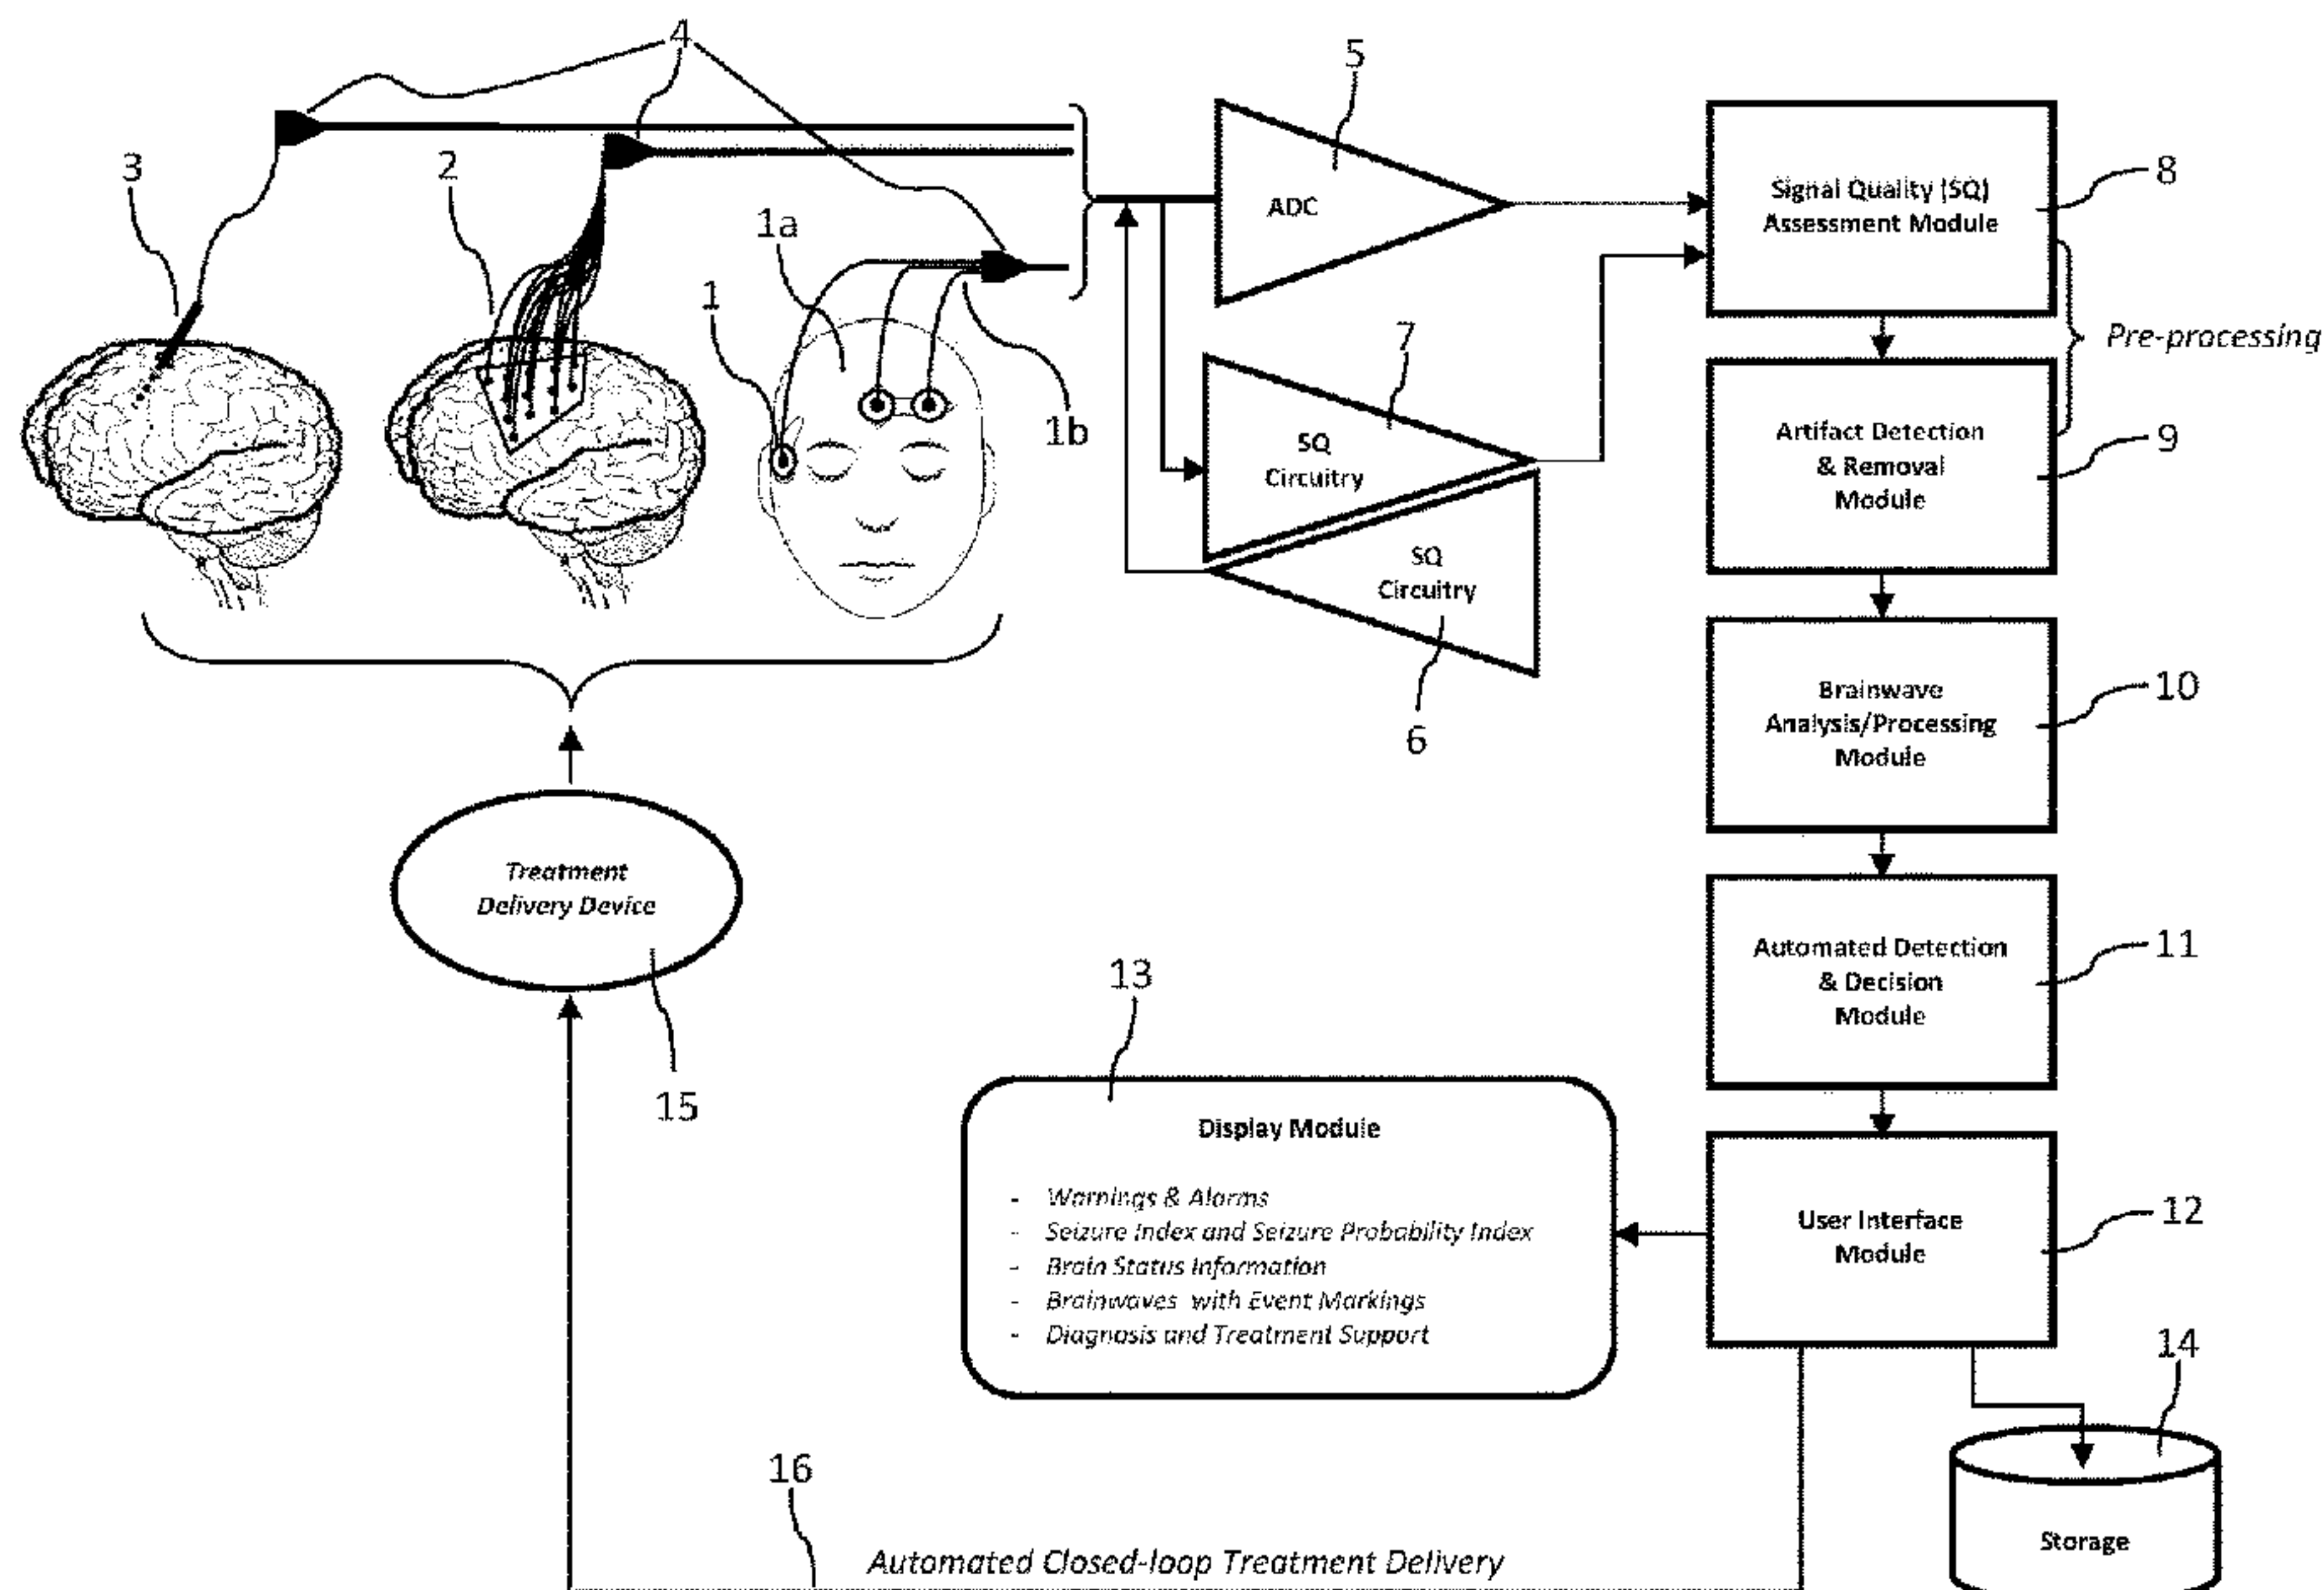 4
5
3
2
1a
1
1b
ADC
7
SQ
Circuitry
SQ
Circuitry
6
Signal Quality (SQ)
Assessment Module
8
Pre-processing
Artifact Detection
& Removal
Module
9
Brainwave
Analysis/Processing
Module
10
Automated Detection
& Decision
Module
11
User Interface
Module
12
13
Display Module
- Warnings & Alarms
- Seizure Index and Seizure Probability Index
- Brain Status Information
- Brainwaves with Event Markings
- Diagnosis and Treatment Support
14
Storage
Treatment
Delivery Device
15
16
Automated Closed-loop Treatment Delivery